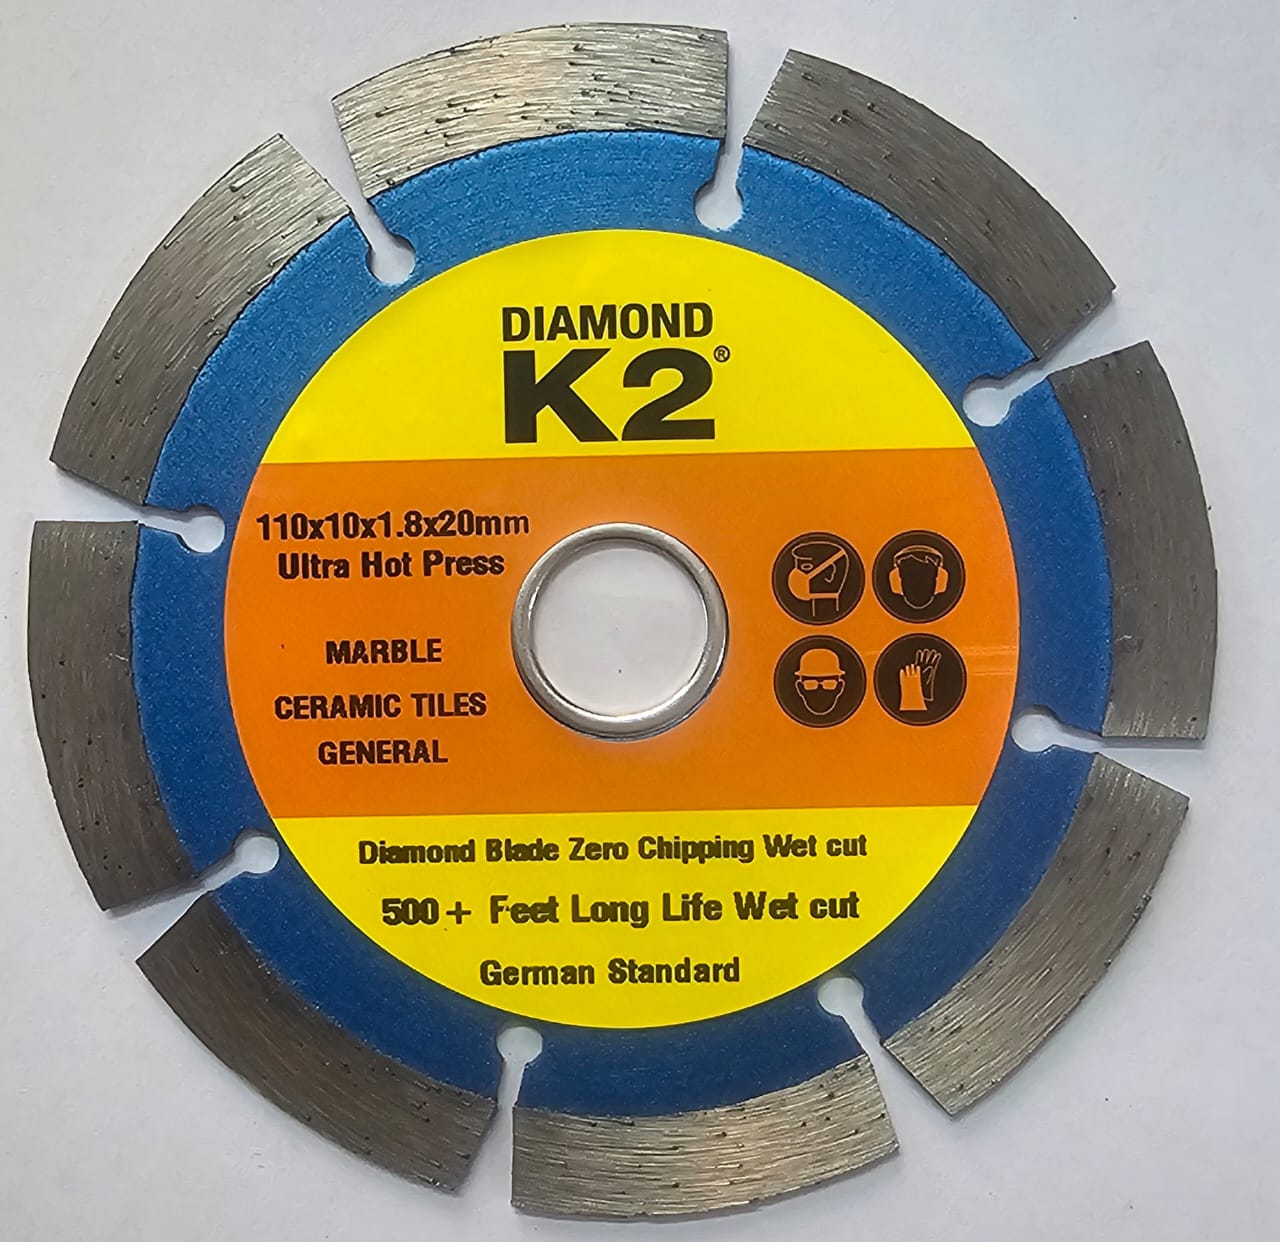 DIAMOND
K2®
110x10x1.8x20mm
Ultra Hot Press
MARBLE
CERAMIC TILES
GENERAL
Diamond Blade Zero Chipping Wet cut
500+ Feet Long Life Wet cut
German Standard